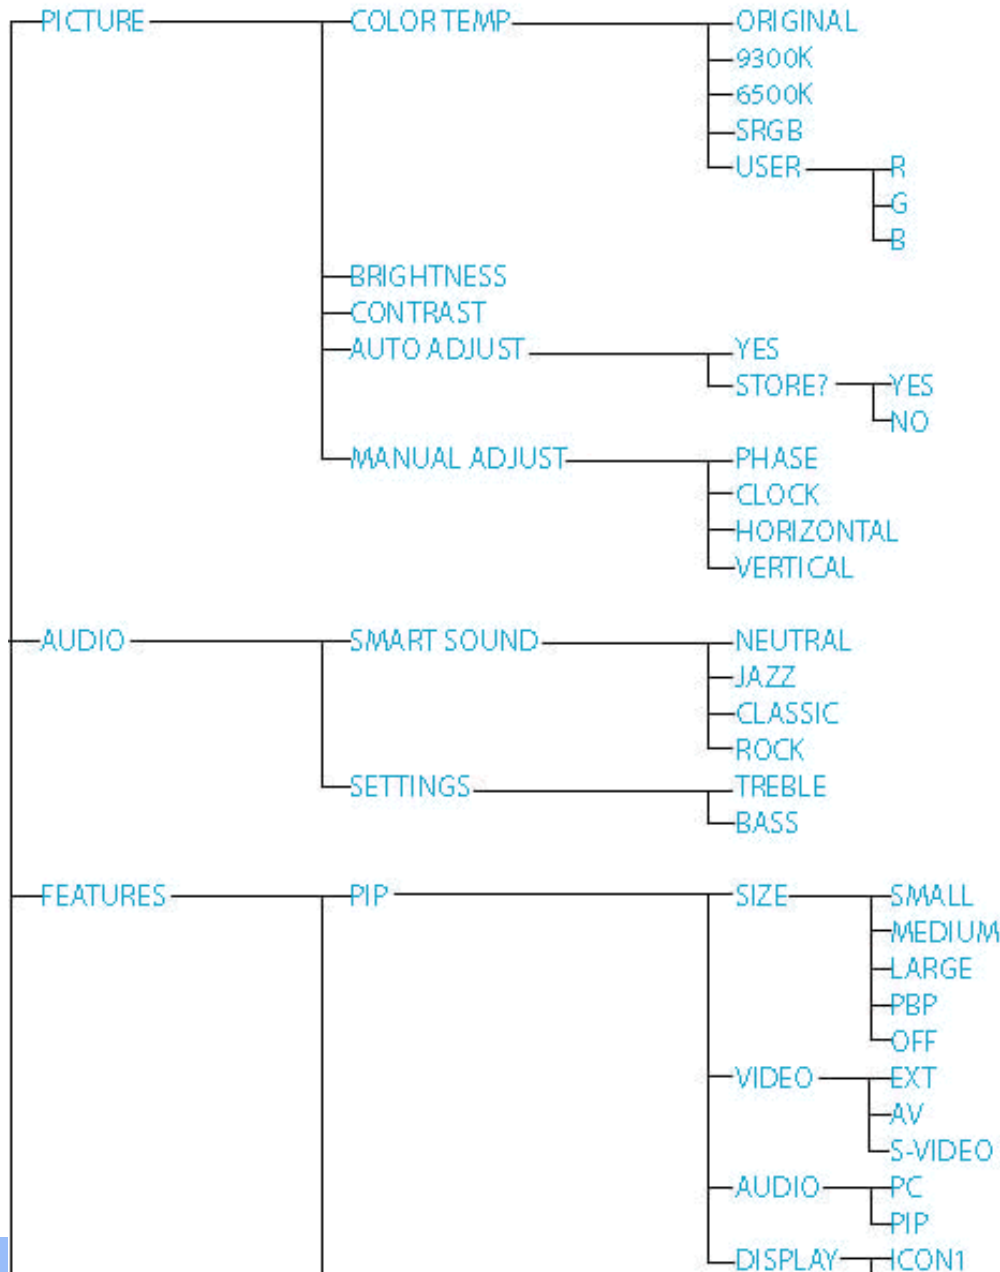 PICTURE COLOR TEMP ORIGINAL
9300K
6500K
SRGB
USER R
G
B
BRIGHTNESS
CONTRAST
AUTO ADJUST YES
STORE? YES
NO
MANUAL ADJUST PHASE
CLOCK
HORIZONTAL
VERTICAL
AUDIO SMART SOUND NEUTRAL
JAZZ
CLASSIC
ROCK
SETTINGS TREBLE
BASS
FEATURES PIP SIZE SMALL
MEDIUM
LARGE
PBP
OFF
VIDEO EXT
AV
S-VIDEO
AUDIO PC
PIP
DISPLAY ICON1